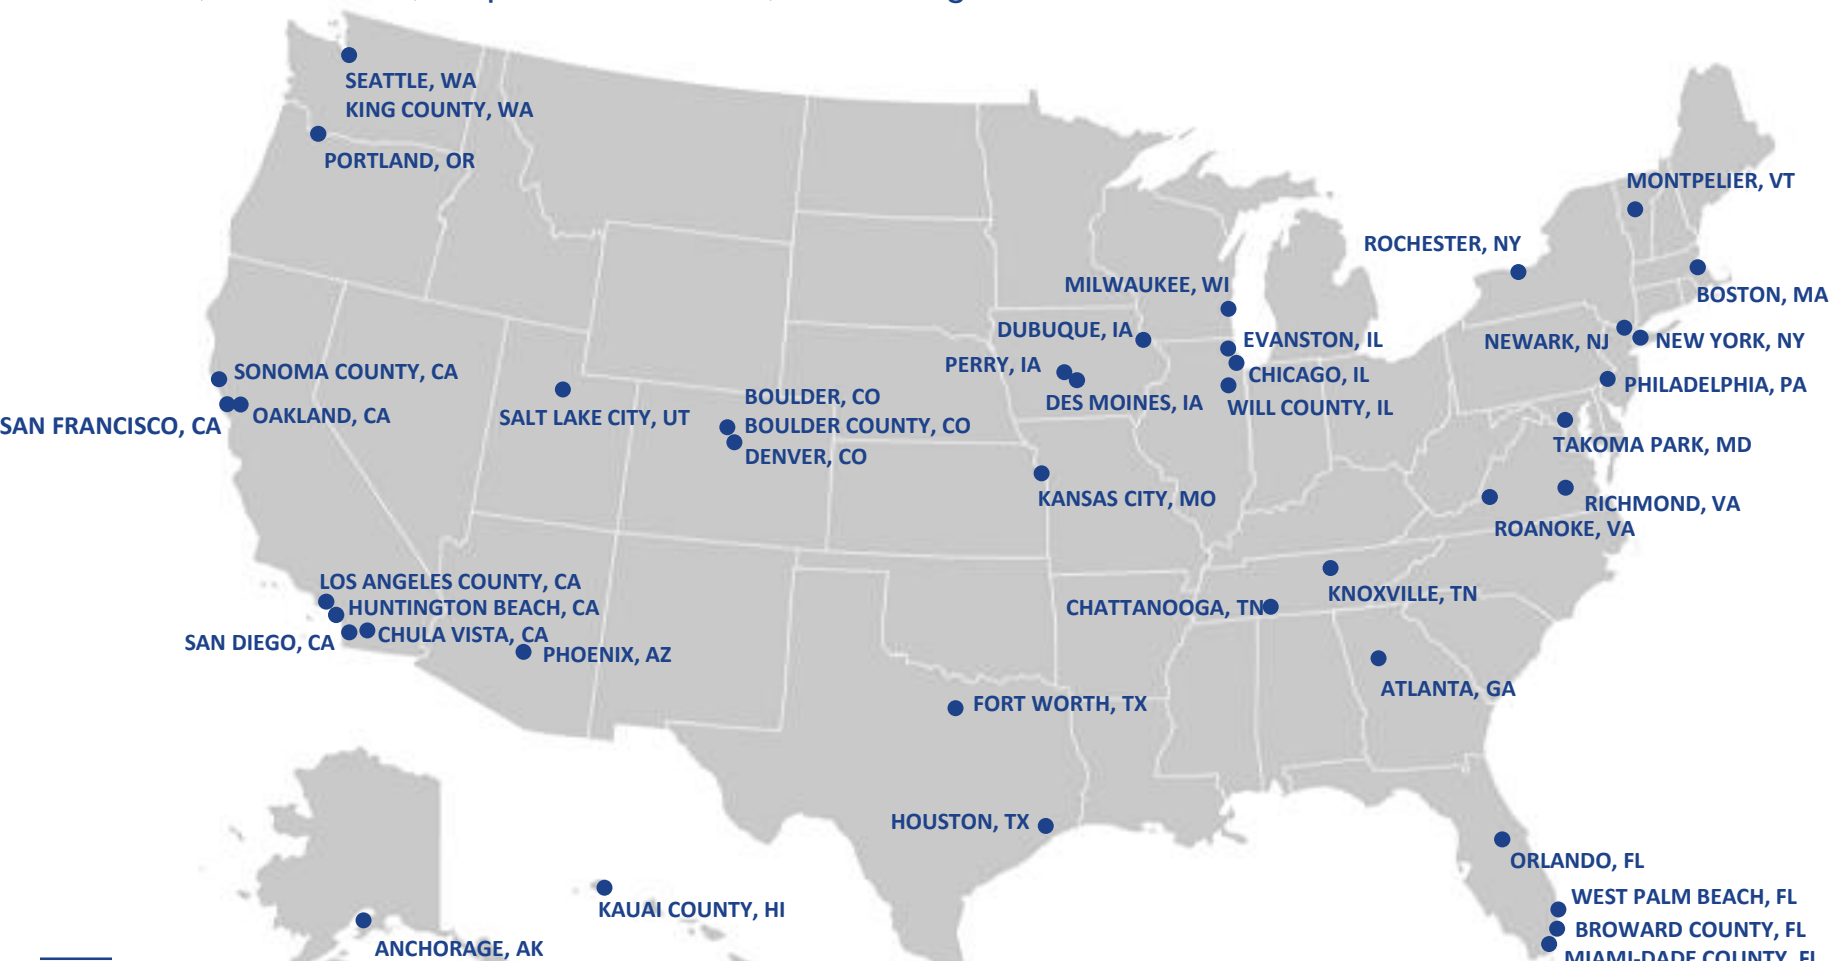 SEATTLE, WA
KING COUNTY, WA
PORTLAND, OR
MONTPELIER, VT
ROCHESTER, NY
BOSTON, MA
MILWAUKEE, WI
DUBUQUE, IA
EVANSTON, IL
NEWARK, NJ
NEW YORK, NY
PERRY, IA
CHICAGO, IL
SONOMA COUNTY, CA
PHILADELPHIA, PA
BOULDER, CO
DES MOINES, IA
WILL COUNTY, IL
OAKLAND, CA
SALT LAKE CITY, UT
SAN FRANCISCO, CA
BOULDER COUNTY, CO
TAKOMA PARK, MD
DENVER, CO
KANSAS CITY, MO
RICHMOND, VA
ROANOKE, VA
LOS ANGELES COUNTY, CA
KNOXVILLE, TN
HUNTINGTON BEACH, CA
CHATTANOOGA, TN
CHULA VISTA, CA
SAN DIEGO, CA
PHOENIX, AZ
ATLANTA, GA
FORT WORTH, TX
HOUSTON, TX
ORLANDO, FL
WEST PALM BEACH, FL
KAUAI COUNTY, HI
BROWARD COUNTY, FL
ANCHORAGE, AK
MIAMI-DADE COUNTY, FL